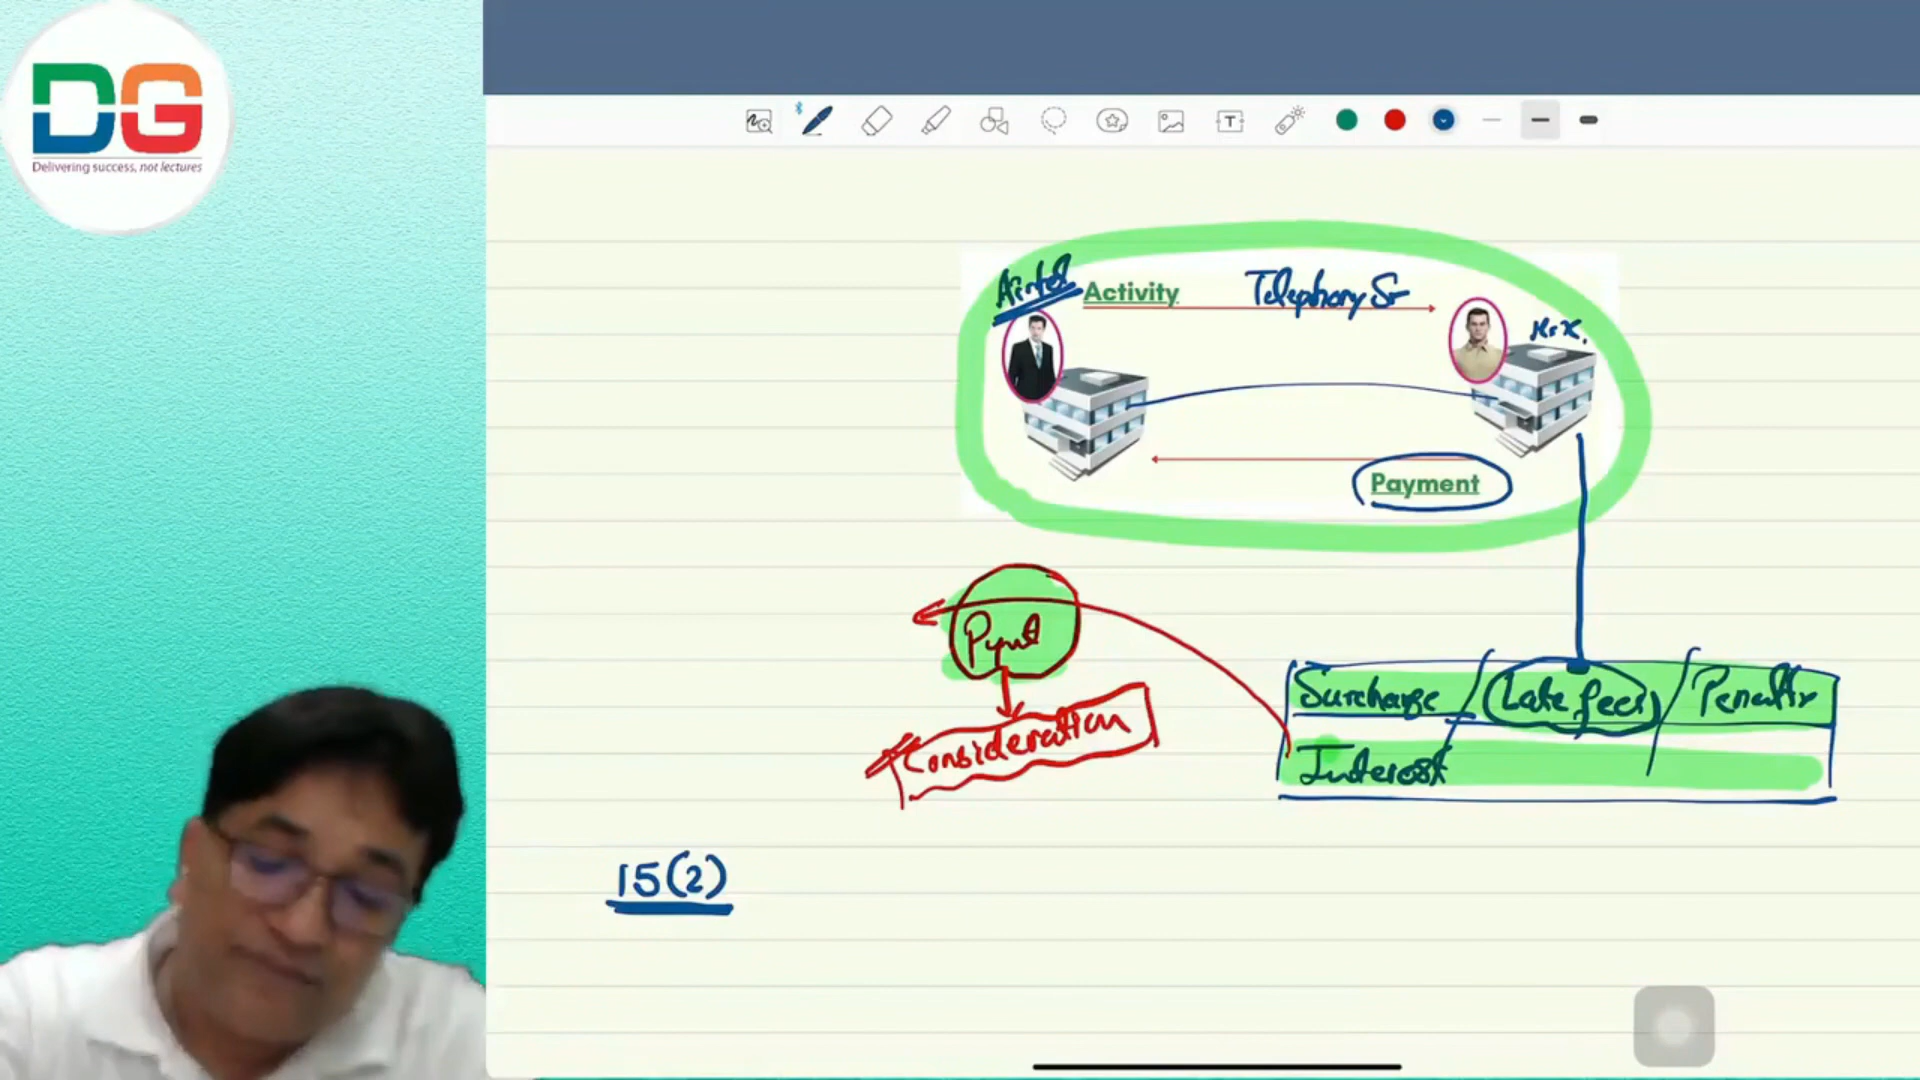 DG
Delivering success, not lectures
T
Airtel Activity Telephony Sr
Mr X.
Payment
Pymt
Consideration
Surcharge / Late fees / Penalty
Interest
15(2)